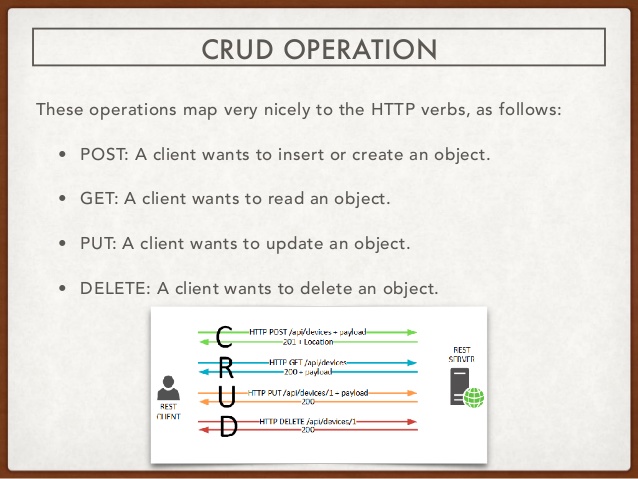 CRUD OPERATION
These operations map very nicely to the HTTP verbs, as follows:
• POST: A client wants to insert or create an object.
• GET: A client wants to read an object.
• PUT: A client wants to update an object.
• DELETE: A client wants to delete an object.
C
HTTP POST /api/devices + payload
201 + Location
R
HTTP GET /api/devices
200 + payload
U
HTTP PUT /api/devices/1 + payload
200
D
HTTP DELETE /api/devices/1
200
REST
CLIENT
REST
SERVER